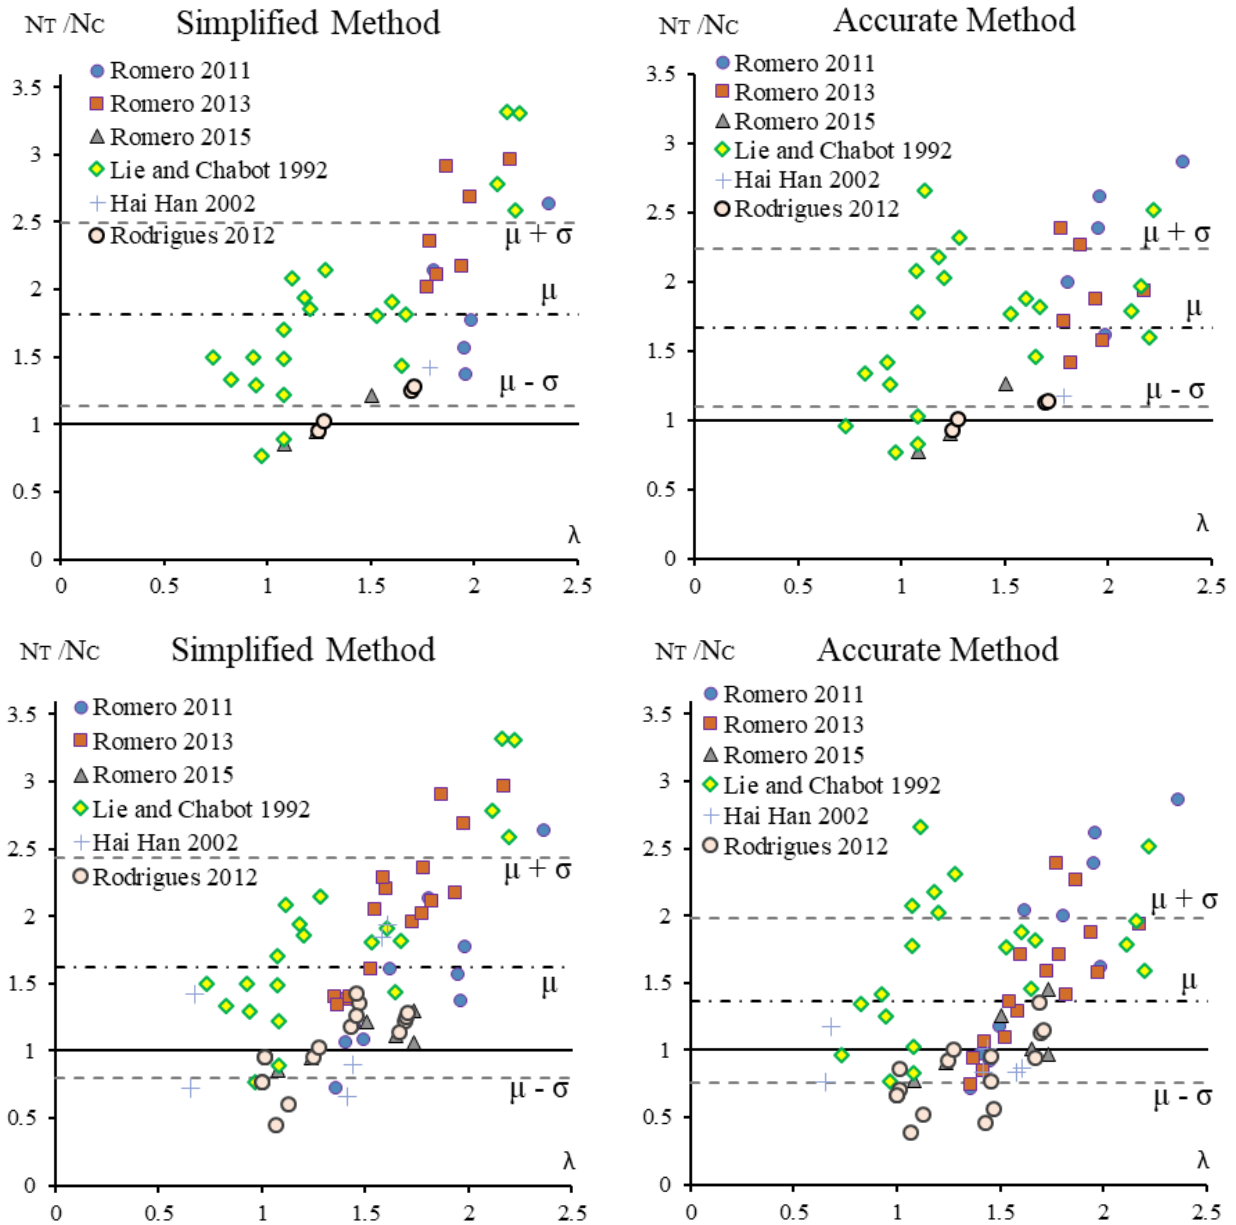 NT /NC Simplified Method
3.5
3
2.5
2
1.5
1
0.5
0
Romero 2011
Romero 2013
Romero 2015
Lie and Chabot 1992
Hai Han 2002
Rodrigues 2012
μ + σ
μ
μ - σ
λ
0 0.5 1 1.5 2 2.5
NT /NC Accurate Method
3.5
3
2.5
2
1.5
1
0.5
0
Romero 2011
Romero 2013
Romero 2015
Lie and Chabot 1992
Hai Han 2002
Rodrigues 2012
μ + σ
μ
μ - σ
λ
0 0.5 1 1.5 2 2.5
NT /NC Simplified Method
3.5
3
2.5
2
1.5
1
0.5
0
Romero 2011
Romero 2013
Romero 2015
Lie and Chabot 1992
Hai Han 2002
Rodrigues 2012
μ + σ
μ
μ - σ
λ
0 0.5 1 1.5 2 2.5
NT /NC Accurate Method
3.5
3
2.5
2
1.5
1
0.5
0
Romero 2011
Romero 2013
Romero 2015
Lie and Chabot 1992
Hai Han 2002
Rodrigues 2012
μ + σ
μ
μ - σ
λ
0 0.5 1 1.5 2 2.5